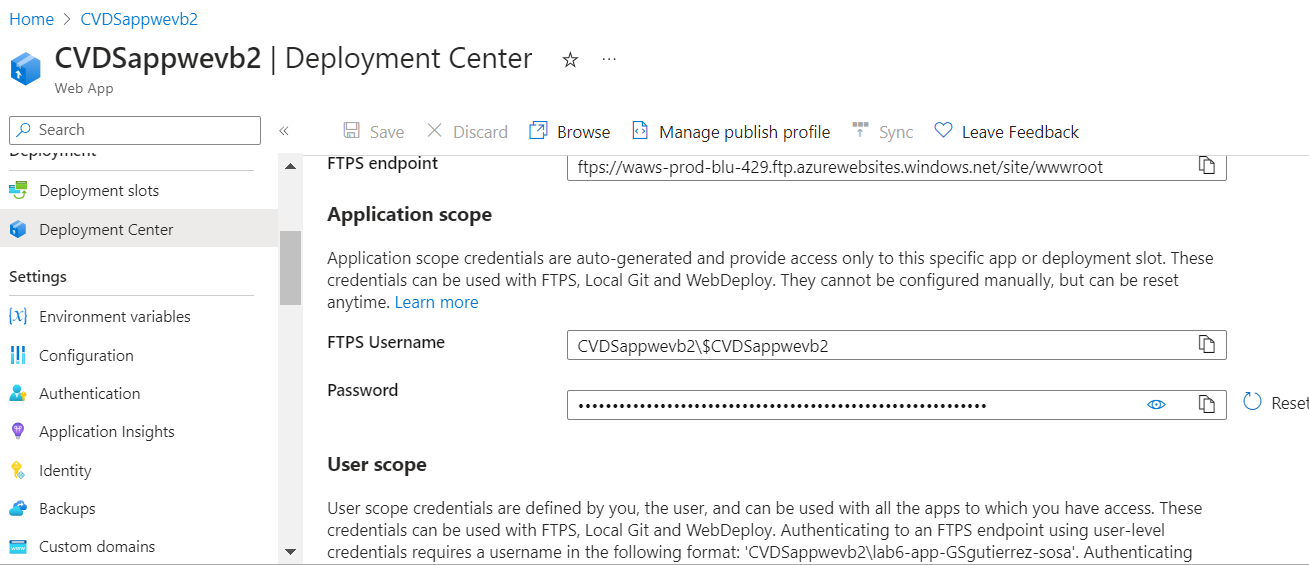 Home > CVDSappwevb2
CVDSappwevb2 | Deployment Center
Web App
Search
«
Save
Discard
Browse
Manage publish profile
Sync
Leave Feedback
Deployment
Deployment slots
Deployment Center
Settings
Environment variables
Configuration
Authentication
Application Insights
Identity
Backups
Custom domains
FTPS endpoint
ftps://waws-prod-blu-429.ftp.azurewebsites.windows.net/site/wwwroot
Application scope
Application scope credentials are auto-generated and provide access only to this specific app or deployment slot. These
credentials can be used with FTPS, Local Git and WebDeploy. They cannot be configured manually, but can be reset
anytime. Learn more
FTPS Username
CVDSappwevb2\$CVDSappwevb2
Password
Reset
User scope
User scope credentials are defined by you, the user, and can be used with all the apps to which you have access. These
credentials can be used with FTPS, Local Git and WebDeploy. Authenticating to an FTPS endpoint using user-level
credentials requires a username in the following format: 'CVDSappwevb2\lab6-app-GSgutierrez-sosa'. Authenticating